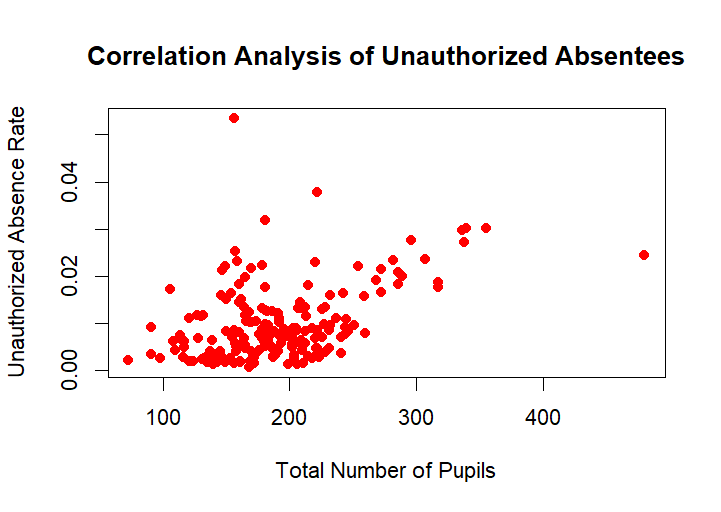 Correlation Analysis of Unauthorized Absentees
Unauthorized Absence Rate
0.04
0.02
0.00
100 200 300 400
Total Number of Pupils